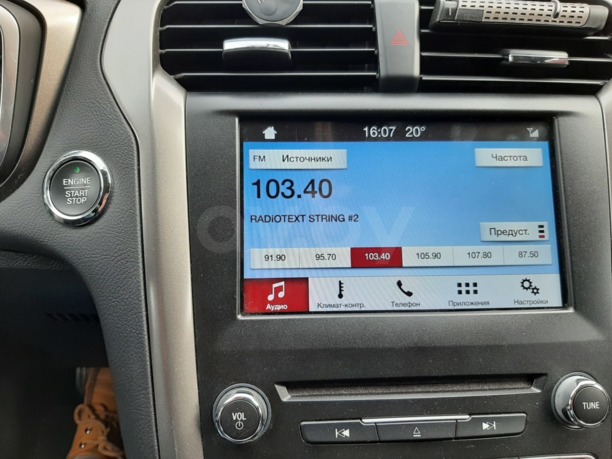 16:07 20°
FM Источники
Частота
103.40
RADIOTEXT STRING #2
Предуст.
91.90 95.70 103.40 105.90 107.80 87.50
Аудио Климат-контр. Телефон Приложения Настройки
ENGINE
START
STOP
VOL
TUNE